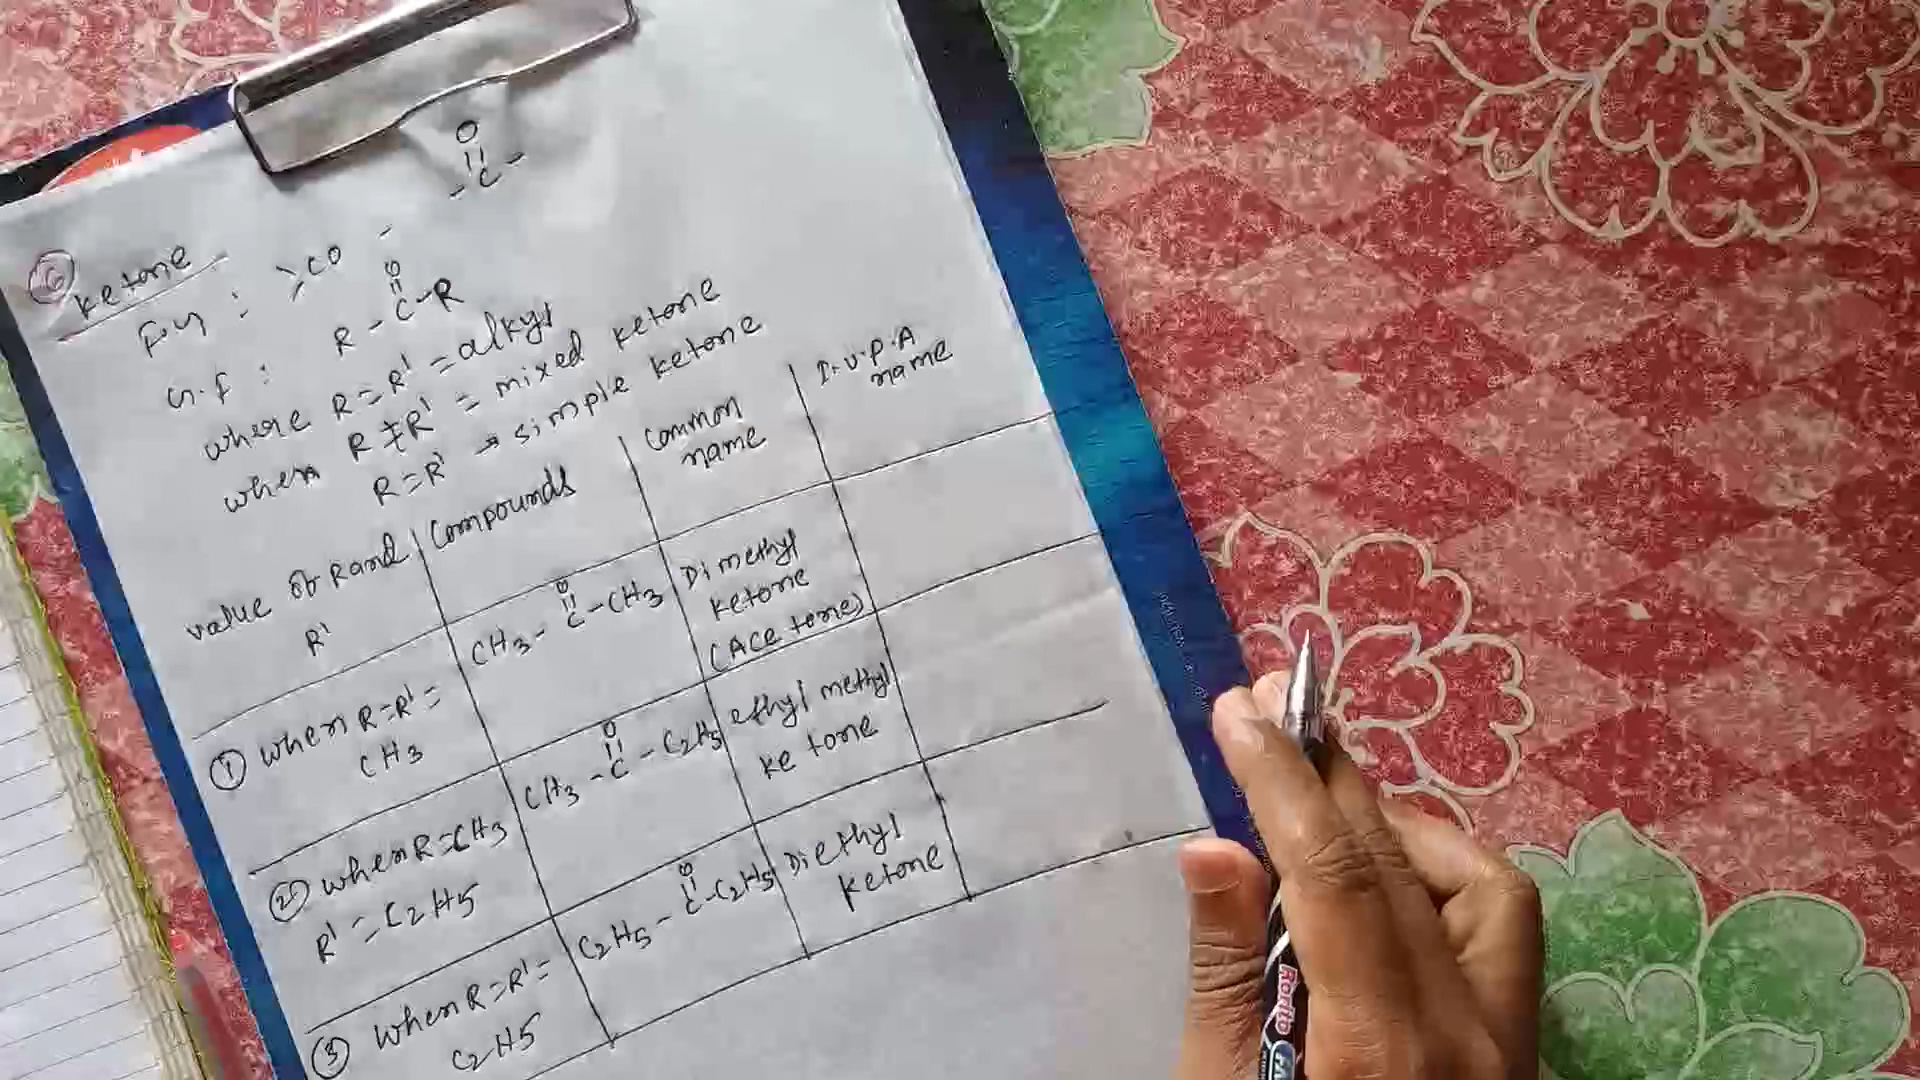 O
||
- C -
6 Ketone
F.G : >CO
O
||
G.F : R - C - R
where R = R' = alkyl
when R ≠ R' = mixed ketone
R = R' → simple ketone
value of R and R' | Compounds | Common name | I.U.P.A name
① when R = R' = CH3 | CH3 - C(=O) - CH3 | Dimethyl ketone (Acetone)
② when R = CH3 R' = C2H5 | CH3 - C(=O) - C2H5 | ethyl methyl ketone
③ when R = R' = C2H5 | C2H5 - C(=O) - C2H5 | Diethyl ketone
Rorito